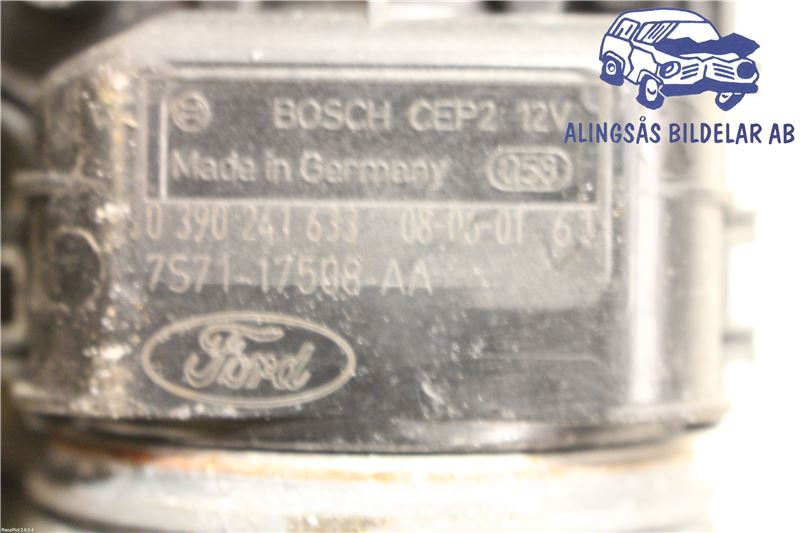 BOSCH CEP2 12V
Made in Germany 059
0 390 241 633 08-06-01 63
7S71-17508-AA
Ford
ALINGSÅS BILDELAR AB